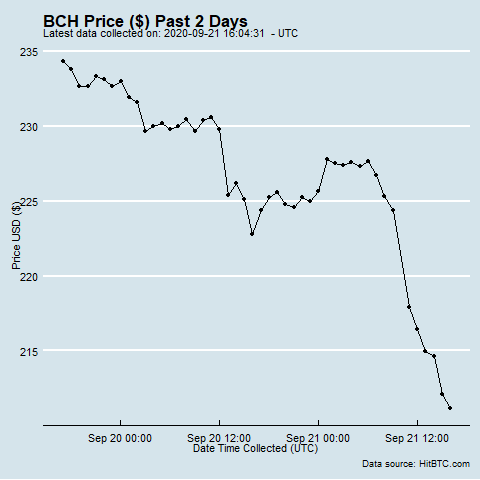 BCH Price ($) Past 2 Days
Latest data collected on: 2020-09-21 16:04:31 - UTC
235
230
225
220
215
Price USD ($)
Sep 20 00:00 Sep 20 12:00 Sep 21 00:00 Sep 21 12:00
Date Time Collected (UTC)
Data source: HitBTC.com